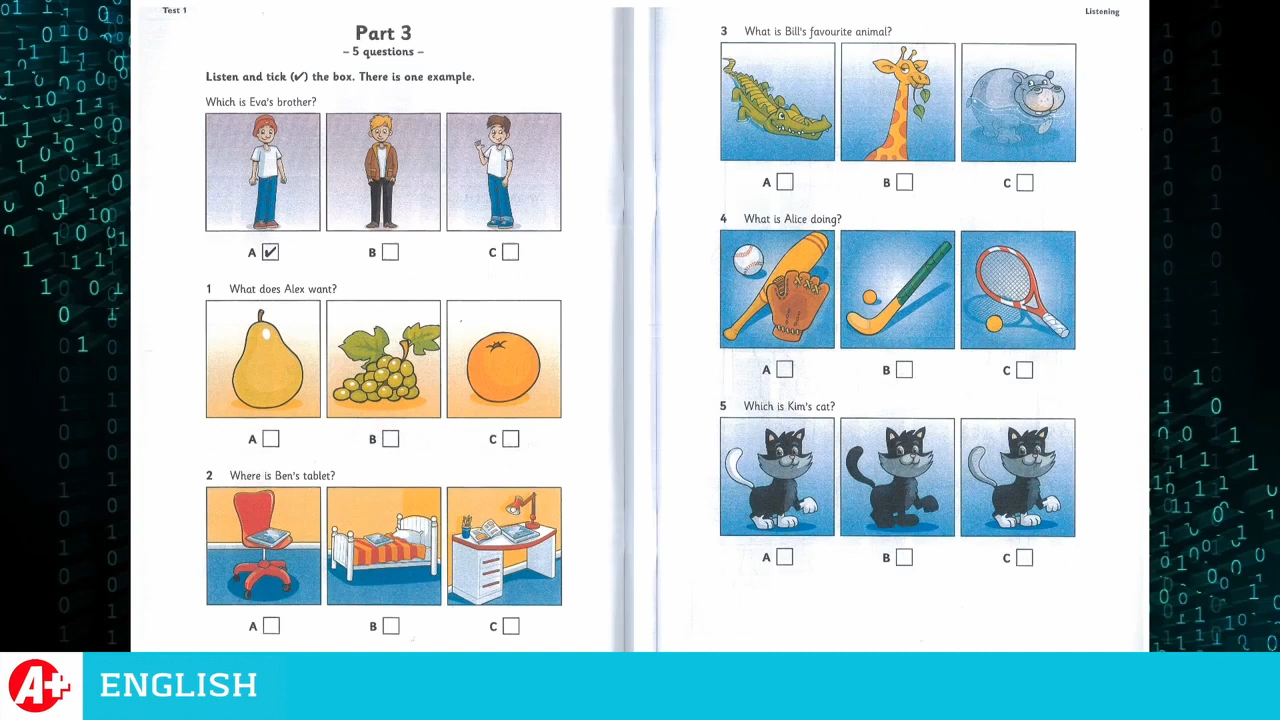 Test 1
Part 3
– 5 questions –
Listen and tick (✔) the box. There is one example.
Which is Eva's brother?
A ✔ B C
1 What does Alex want?
A B C
2 Where is Ben's tablet?
A B C
Listening
3 What is Bill's favourite animal?
A B C
4 What is Alice doing?
A B C
5 Which is Kim's cat?
A B C
A+ ENGLISH